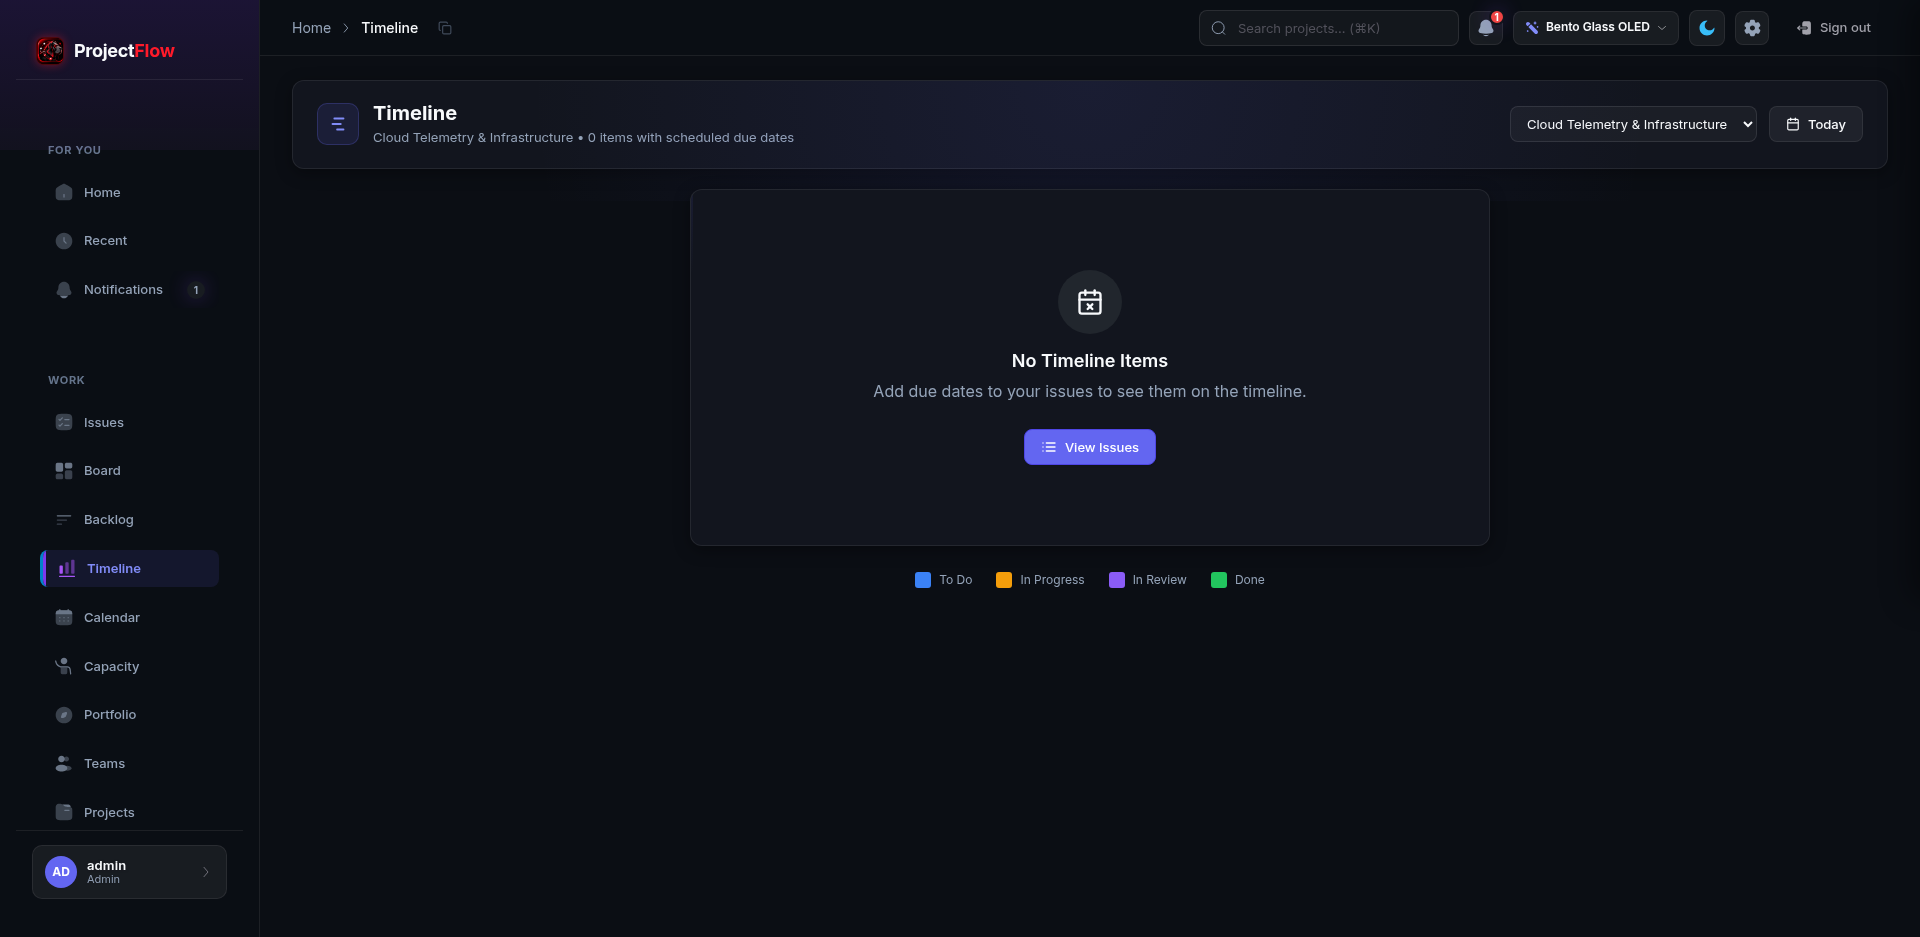 ProjectFlow
FOR YOU
Home
Recent
Notifications 1
WORK
Issues
Board
Backlog
Timeline
Calendar
Capacity
Portfolio
Teams
Projects
AD
admin
Admin
Home
Timeline
Search projects... (⌘K)
1
Bento Glass OLED
Sign out
Timeline
Cloud Telemetry & Infrastructure • 0 items with scheduled due dates
Cloud Telemetry & Infrastructure
Today
No Timeline Items
Add due dates to your issues to see them on the timeline.
View Issues
To Do
In Progress
In Review
Done